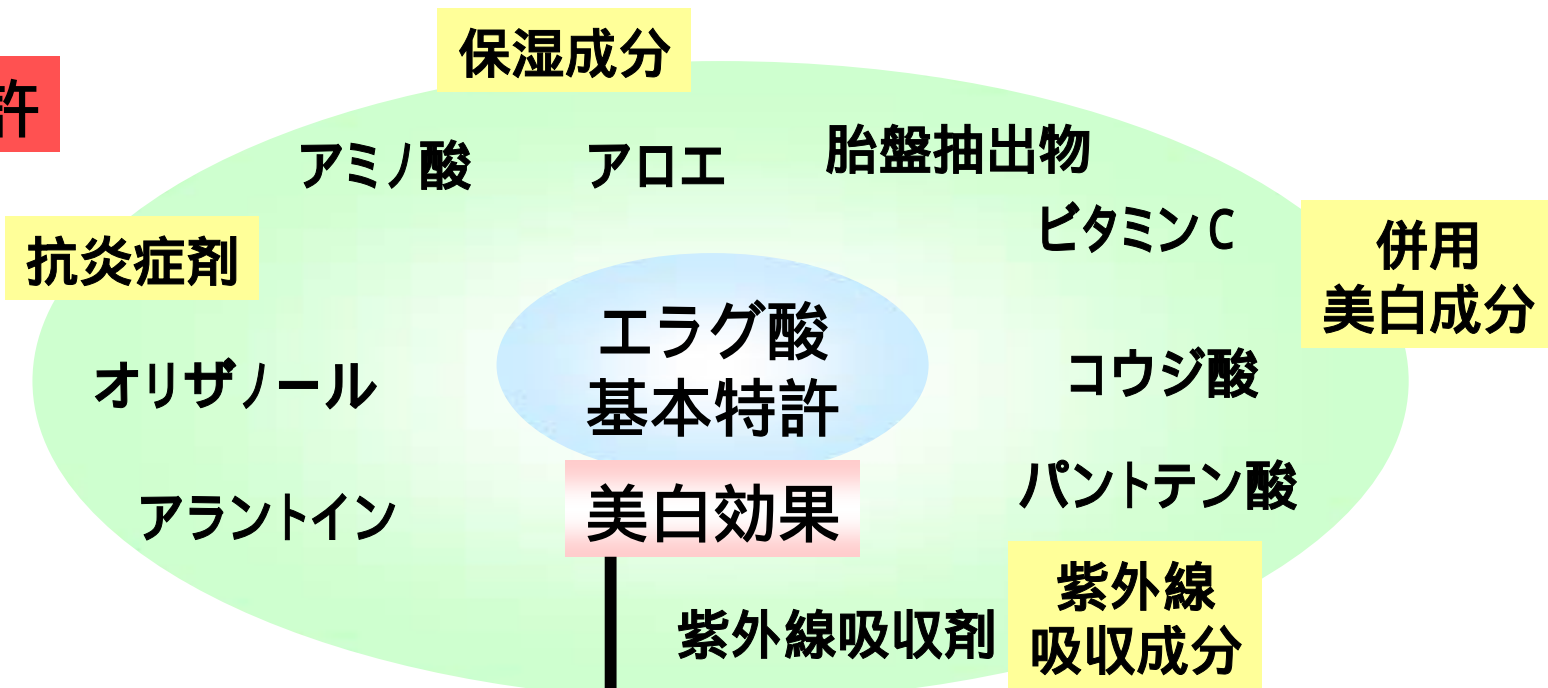 保湿成分
許
アミノ酸
アロエ
胎盤抽出物
ビタミンC
抗炎症剤
併用
美白成分
エラグ酸
基本特許
オリザノール
コウジ酸
パントテン酸
アラントイン
美白効果
紫外線吸収剤
紫外線
吸収成分